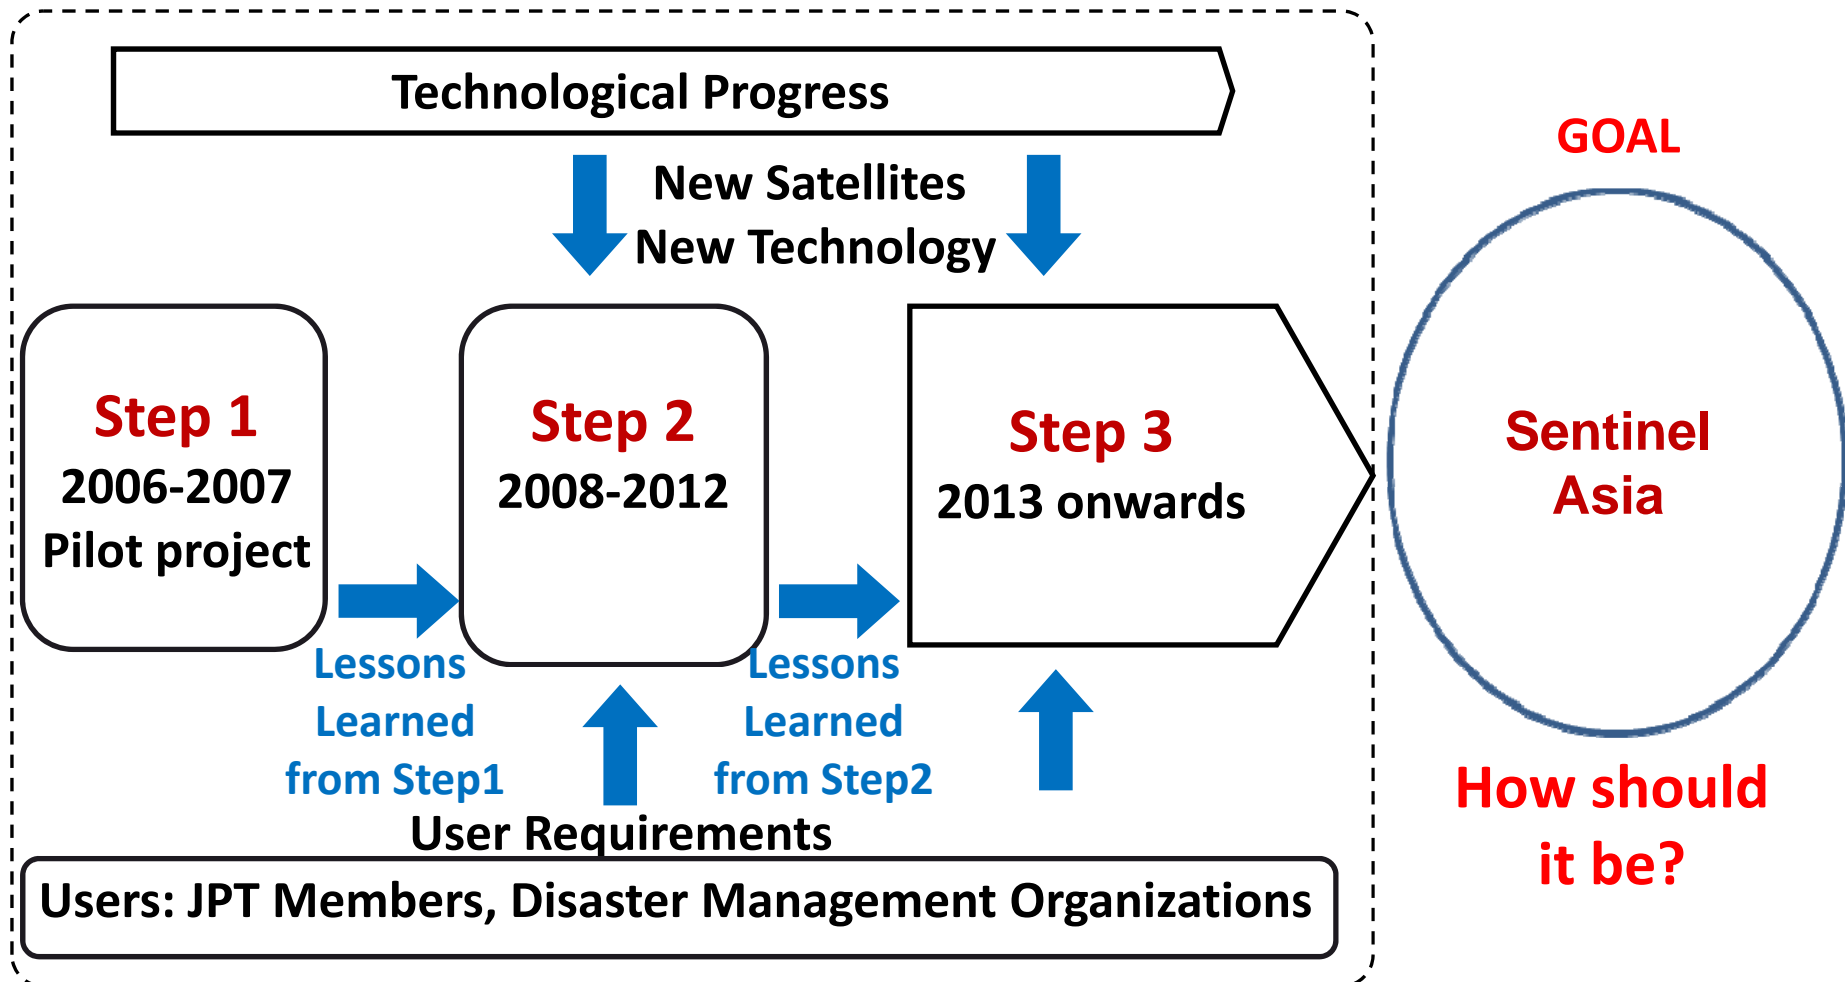 Technological Progress
New Satellites
New Technology
Step 1
2006-2007
Pilot project
Step 2
2008-2012
Step 3
2013 onwards
Lessons
Learned
from Step1
Lessons
Learned
from Step2
User Requirements
Users: JPT Members, Disaster Management Organizations
GOAL
Sentinel
Asia
How should
it be?